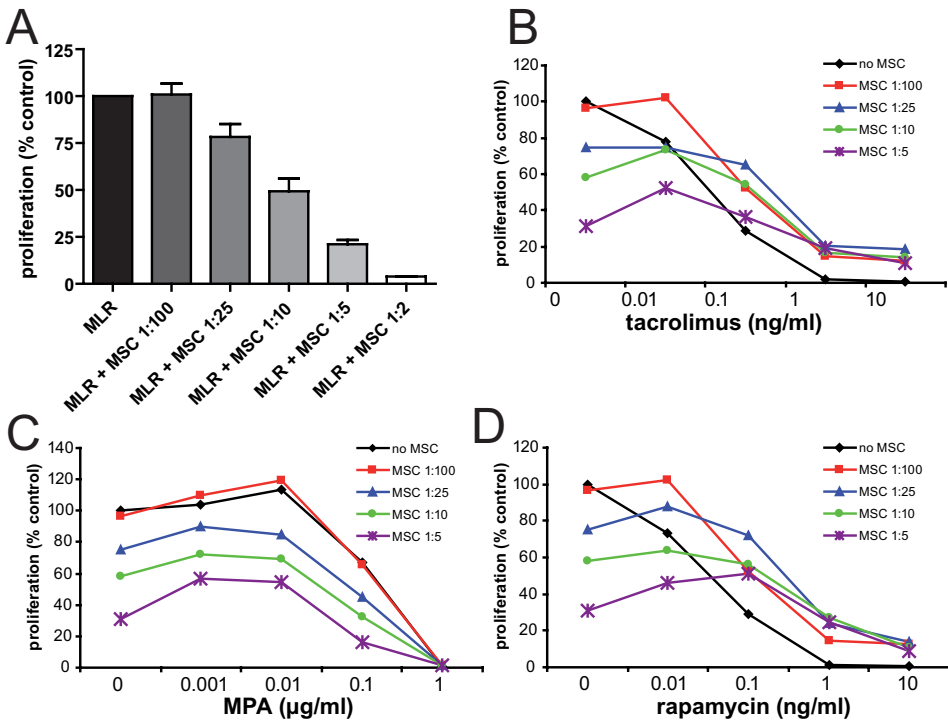 A
proliferation (% control)
125
100
75
50
25
0
MLR
MLR + MSC 1:100
MLR + MSC 1:25
MLR + MSC 1:10
MLR + MSC 1:5
MLR + MSC 1:2
B
proliferation (% control)
120
100
80
60
40
20
0
0
0.01
0.1
1
10
tacrolimus (ng/ml)
no MSC
MSC 1:100
MSC 1:25
MSC 1:10
MSC 1:5
C
proliferation (% control)
140
120
100
80
60
40
20
0
0
0.001
0.01
0.1
1
MPA (µg/ml)
no MSC
MSC 1:100
MSC 1:25
MSC 1:10
MSC 1:5
D
proliferation (% control)
120
100
80
60
40
20
0
0
0.01
0.1
1
10
rapamycin (ng/ml)
no MSC
MSC 1:100
MSC 1:25
MSC 1:10
MSC 1:5